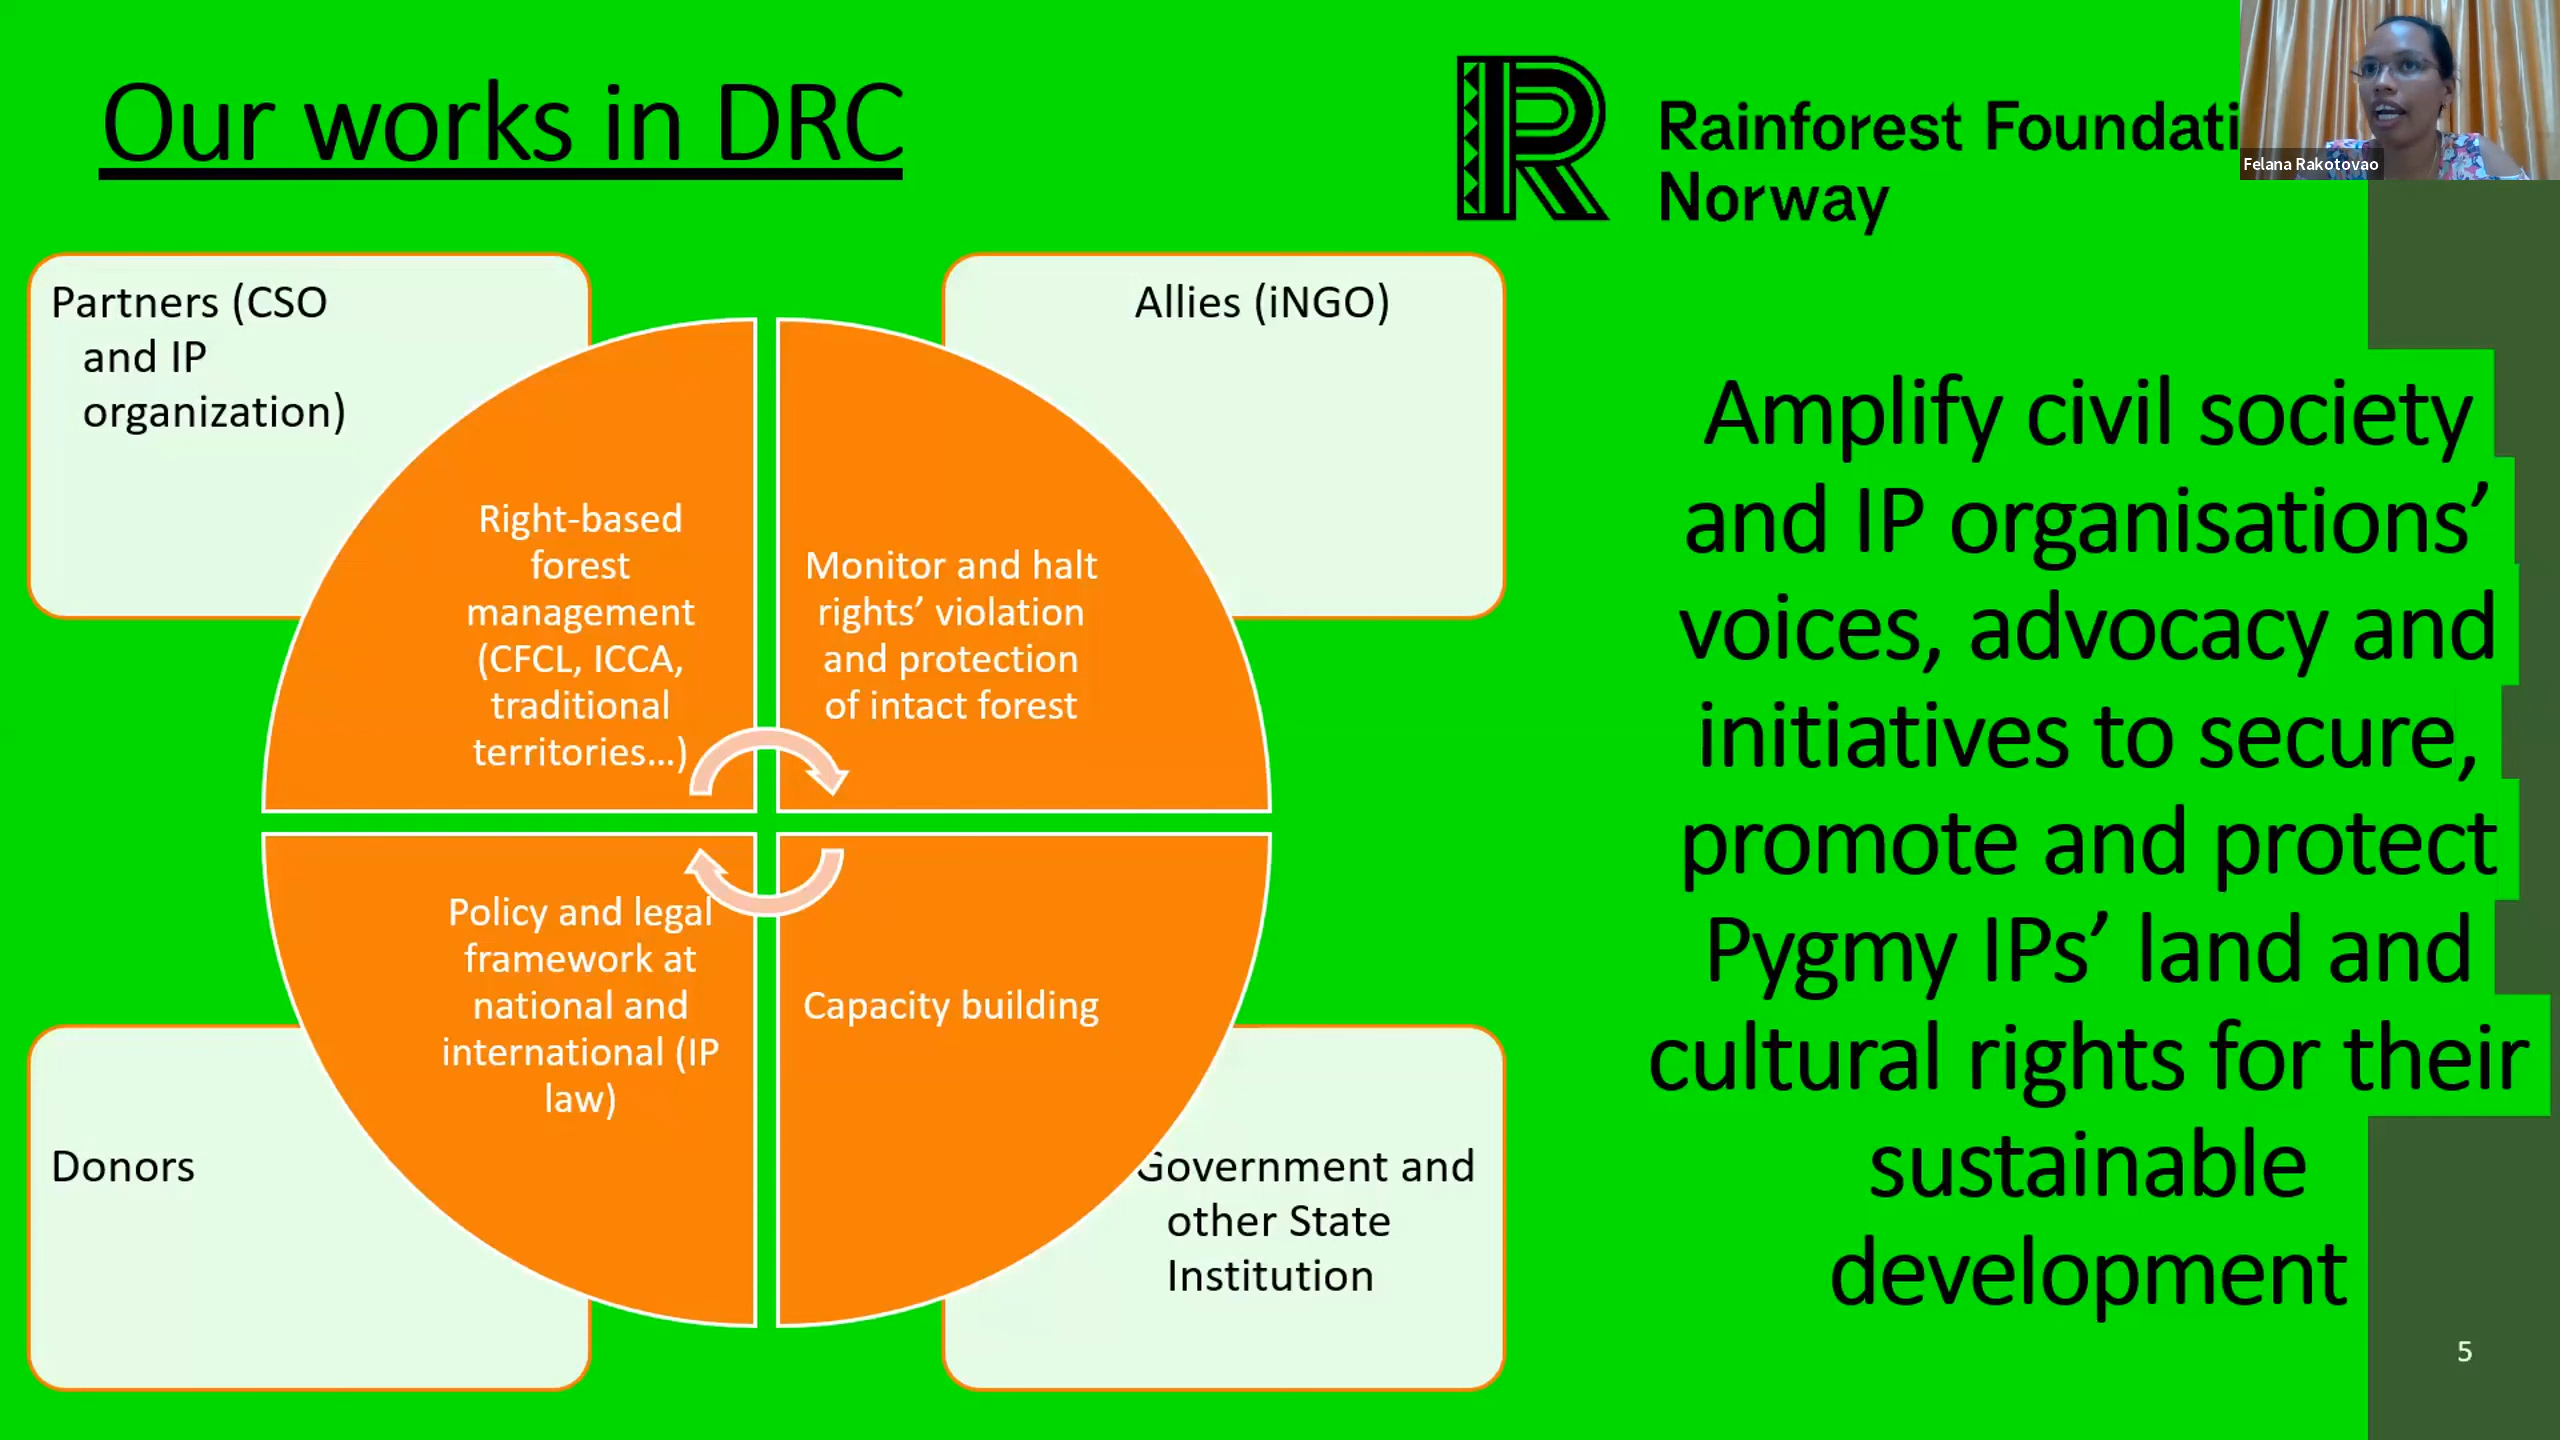 Our works in DRC
Rainforest Foundati
Norway
Felana Rakotovao
Partners (CSO
and IP
organization)
Allies (iNGO)
Right-based
forest
management
(CFCL, ICCA,
traditional
territories...)
Monitor and halt
rights’ violation
and protection
of intact forest
Policy and legal
framework at
national and
international (IP
law)
Capacity building
Donors
Government and
other State
Institution
Amplify civil society
and IP organisations’
voices, advocacy and
initiatives to secure,
promote and protect
Pygmy IPs’ land and
cultural rights for their
sustainable
development
5